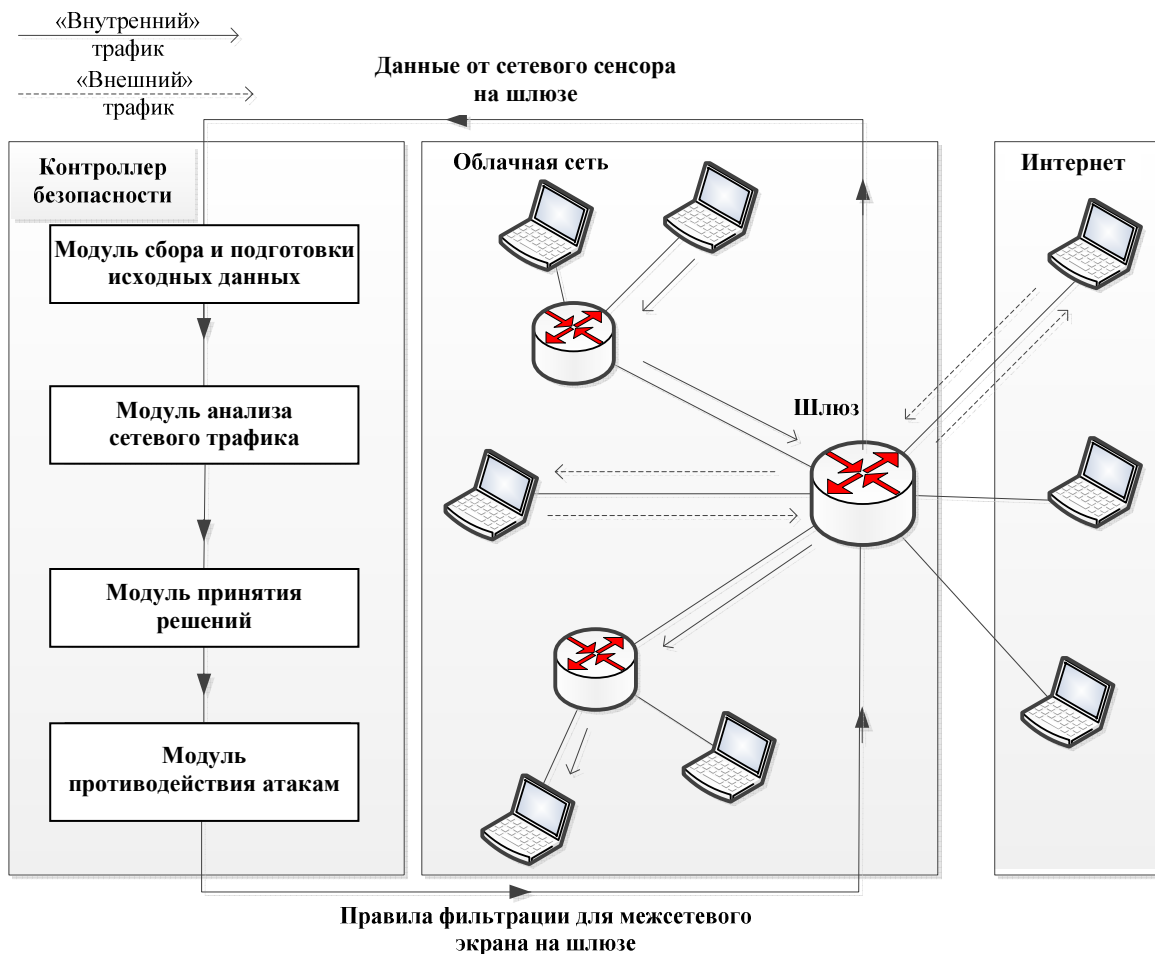 «Внутренний»
трафик
«Внешний»
трафик
Данные от сетевого сенсора
на шлюзе
Контроллер
безопасности
Облачная сеть
Интернет
Модуль сбора и подготовки
исходных данных
Модуль анализа
сетевого трафика
Шлюз
Модуль принятия
решений
Модуль
противодействия атакам
Правила фильтрации для межсетевого
экрана на шлюзе